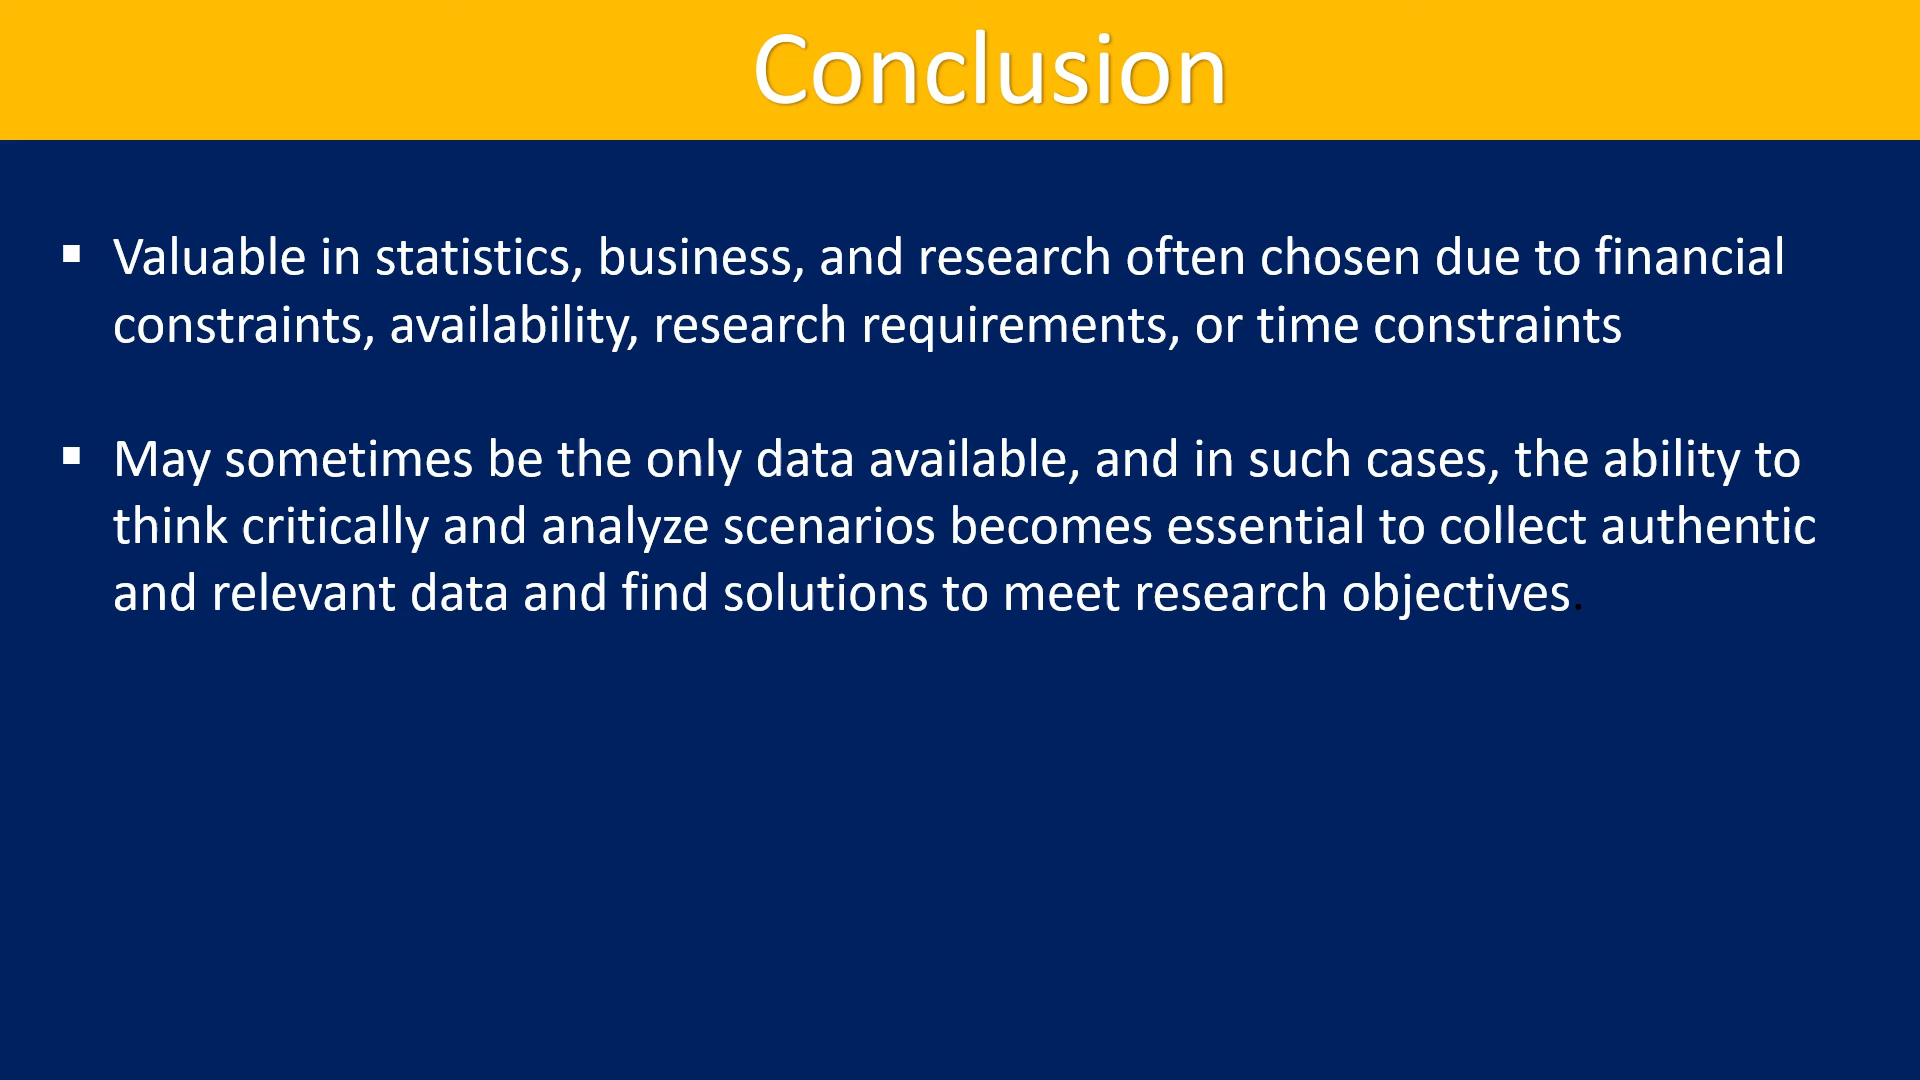 Conclusion
▪ Valuable in statistics, business, and research often chosen due to financial
constraints, availability, research requirements, or time constraints
▪ May sometimes be the only data available, and in such cases, the ability to
think critically and analyze scenarios becomes essential to collect authentic
and relevant data and find solutions to meet research objectives.